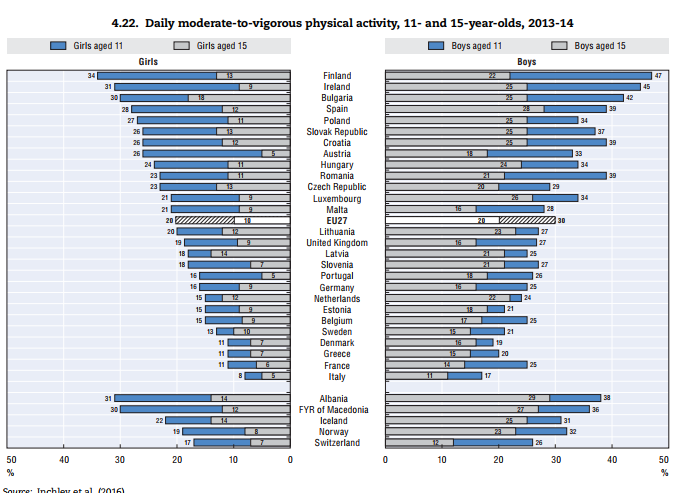 4.22. Daily moderate-to-vigorous physical activity, 11- and 15-year-olds, 2013-14
Girls aged 11 Girls aged 15 Boys aged 11 Boys aged 15
Girls Boys
34 13 Finland 22 47
31 9 Ireland 25 45
30 18 Bulgaria 25 42
28 12 Spain 28 39
27 11 Poland 25 34
26 13 Slovak Republic 25 37
26 12 Croatia 25 39
26 5 Austria 18 33
24 11 Hungary 24 34
23 11 Romania 21 39
23 13 Czech Republic 20 29
21 9 Luxembourg 26 34
21 9 Malta 16 28
20 10 EU27 20 30
20 12 Lithuania 23 27
19 9 United Kingdom 16 27
18 14 Latvia 21 25
18 7 Slovenia 21 27
16 5 Portugal 18 26
16 9 Germany 16 25
15 12 Netherlands 22 24
15 9 Estonia 18 21
15 9 Belgium 17 25
13 10 Sweden 15 21
11 7 Denmark 16 19
11 7 Greece 15 20
11 6 France 14 25
8 5 Italy 11 17
31 14 Albania 29 38
30 12 FYR of Macedonia 27 36
22 14 Iceland 25 31
19 8 Norway 23 32
17 7 Switzerland 12 26
50 40 30 20 10 0 0 10 20 30 40 50
% %
Source: Inchley et al. (2016)